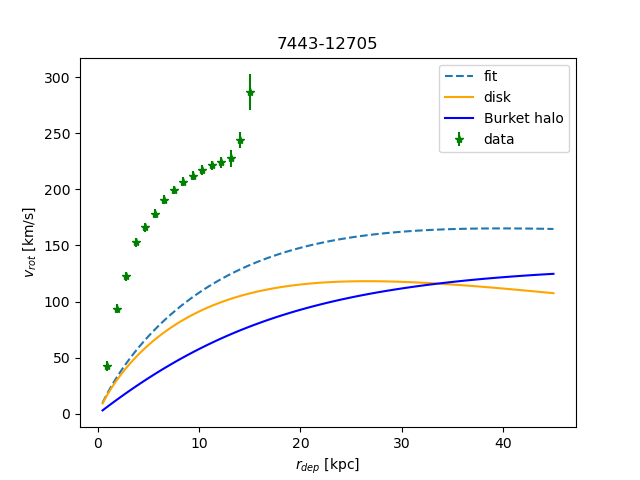 7443-12705
300
250
200
150
100
50
0
v_rot [km/s]
fit
disk
Burket halo
data
0 10 20 30 40
r_dep [kpc]